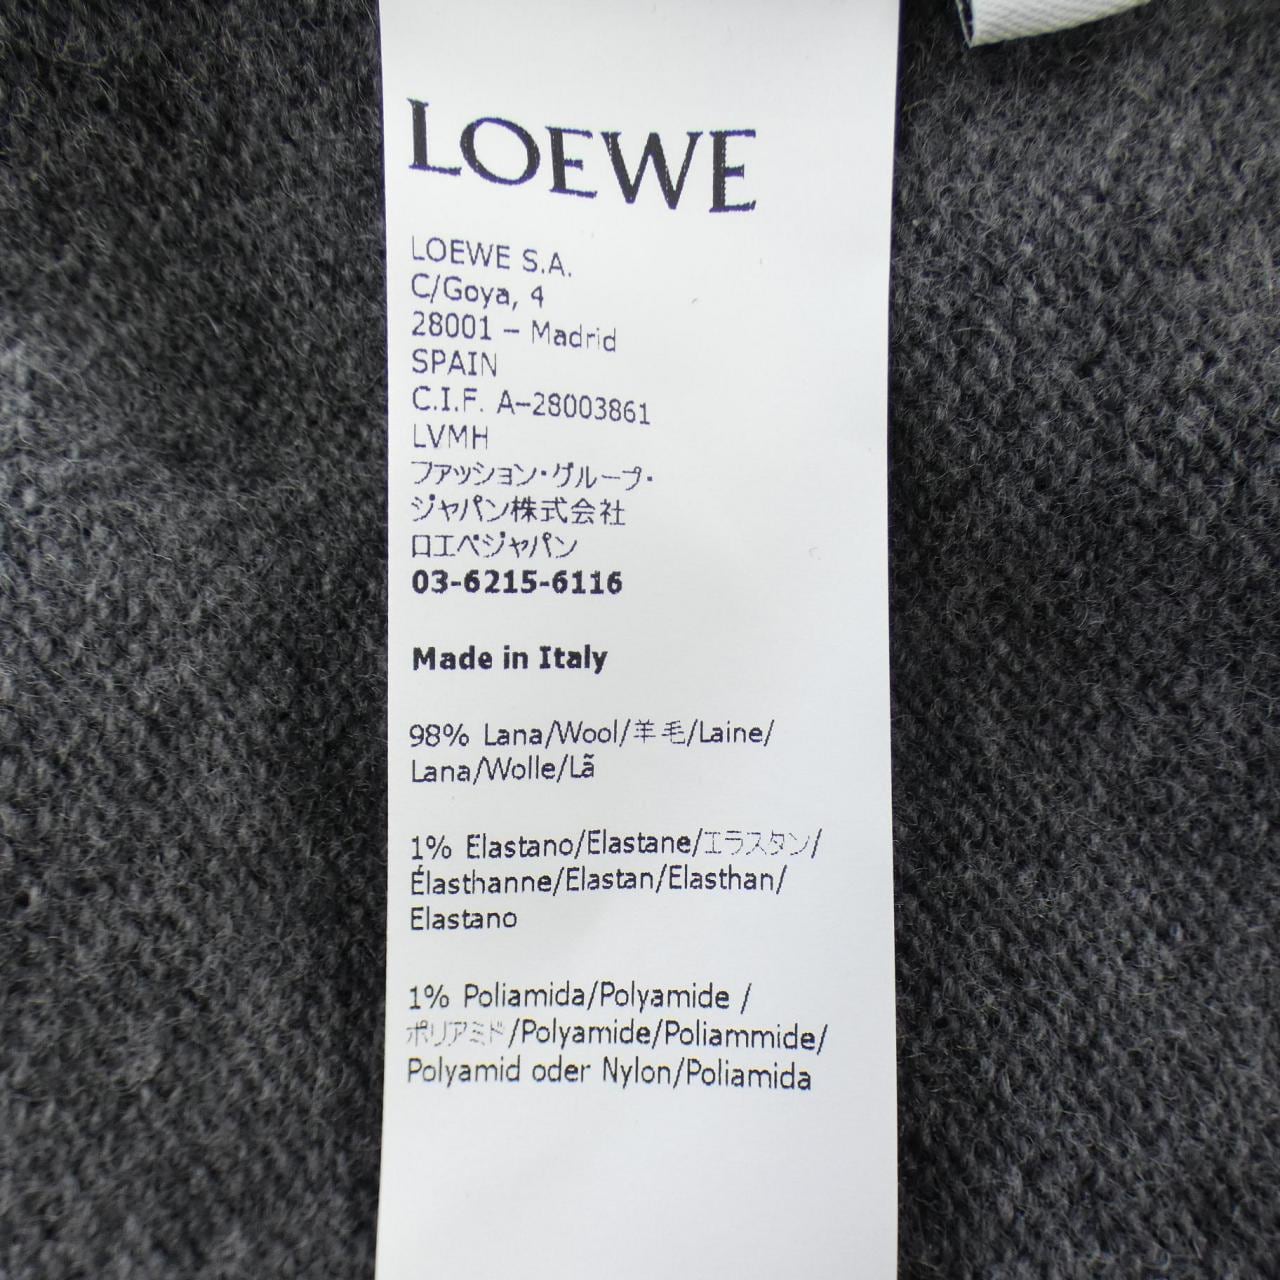 LOEWE
LOEWE S.A.
C/Goya, 4
28001 – Madrid
SPAIN
C.I.F. A–28003861
LVMH
ファッション・グループ・
ジャパン株式会社
ロエベジャパン
03-6215-6116
Made in Italy
98% Lana/Wool/羊毛/Laine/
Lana/Wolle/Lã
1% Elastano/Elastane/エラスタン/
Élasthanne/Elastan/Elasthan/
Elastano
1% Poliamida/Polyamide /
ポリアミド/Polyamide/Poliammide/
Polyamid oder Nylon/Poliamida